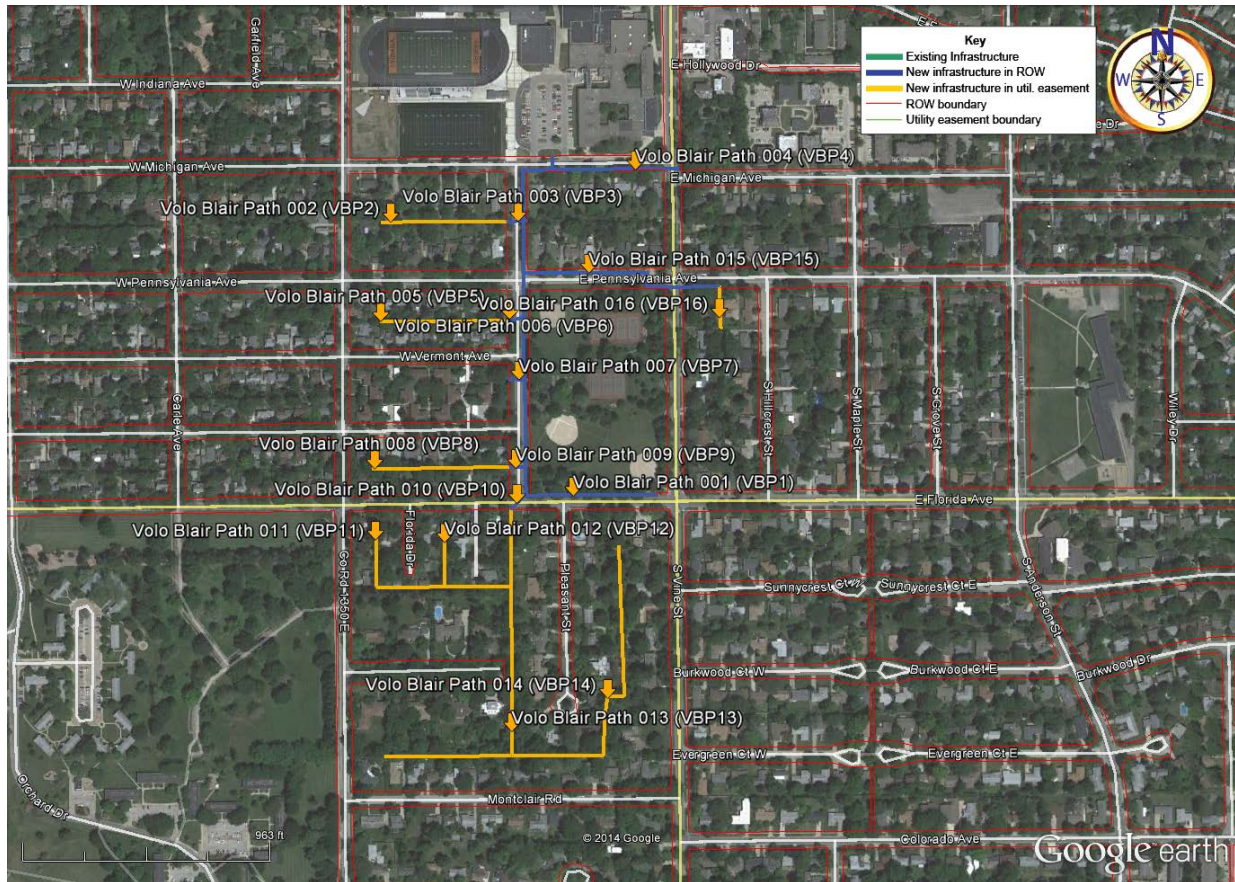 Garfield Ave
E Hollywood Dr
Key
Existing Infrastructure
New infrastructure in ROW
New infrastructure in util. easement
ROW boundary
Utility easement boundary
N
W
E
S
W Indiana Ave
W Michigan Ave
Volo Blair Path 004 (VBP4)
E Michigan Ave
Volo Blair Path 002 (VBP2)
Volo Blair Path 003 (VBP3)
Volo Blair Path 015 (VBP15)
W Pennsylvania Ave
E Pennsylvania Ave
Volo Blair Path 005 (VBP5)
Volo Blair Path 016 (VBP16)
Volo Blair Path 006 (VBP6)
W Vermont Ave
Volo Blair Path 007 (VBP7)
Carle Ave
S Hillcrest St
S Maple St
S Grove St
Wiley Dr
Volo Blair Path 008 (VBP8)
Volo Blair Path 009 (VBP9)
Volo Blair Path 010 (VBP10)
Volo Blair Path 001 (VBP1)
E Florida Ave
Volo Blair Path 011 (VBP11)
Florida Dr
Volo Blair Path 012 (VBP12)
Co Rd 1350 E
Pleasant St
S Vine St
Sunnycrest Ct W
Sunnycrest Ct E
S Anderson St
Burkwood Ct W
Burkwood Ct E
Burkwood Dr
Volo Blair Path 014 (VBP14)
Volo Blair Path 013 (VBP13)
Evergreen Ct W
Evergreen Ct E
Orchard Dr
Montclair Rd
963 ft
© 2014 Google
Colorado Ave
Google earth